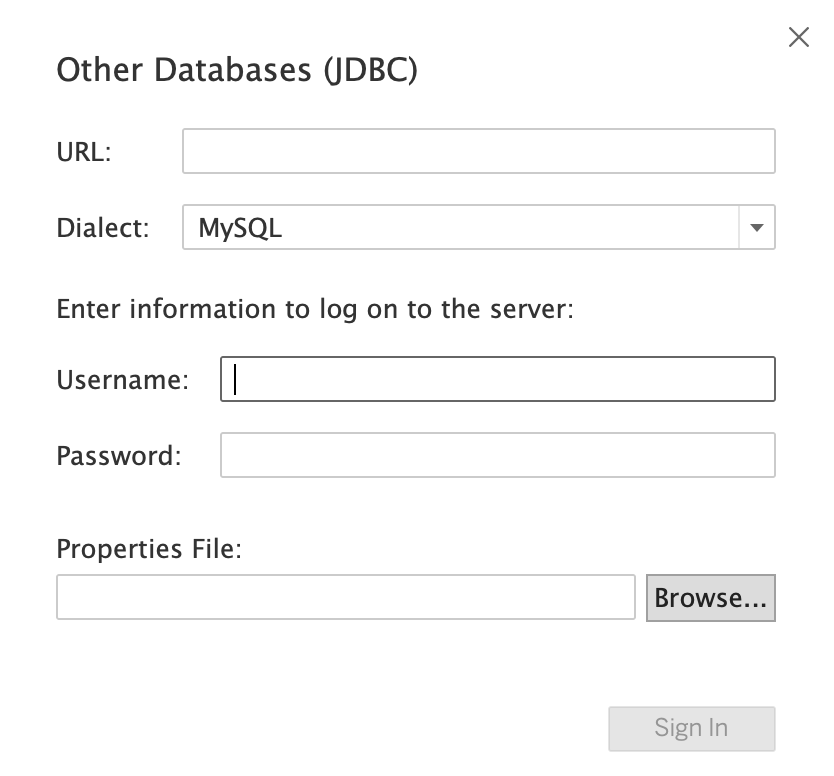 Other Databases (JDBC)
URL:
Dialect: MySQL
Enter information to log on to the server:
Username:
Password:
Properties File:
Browse...
Sign In